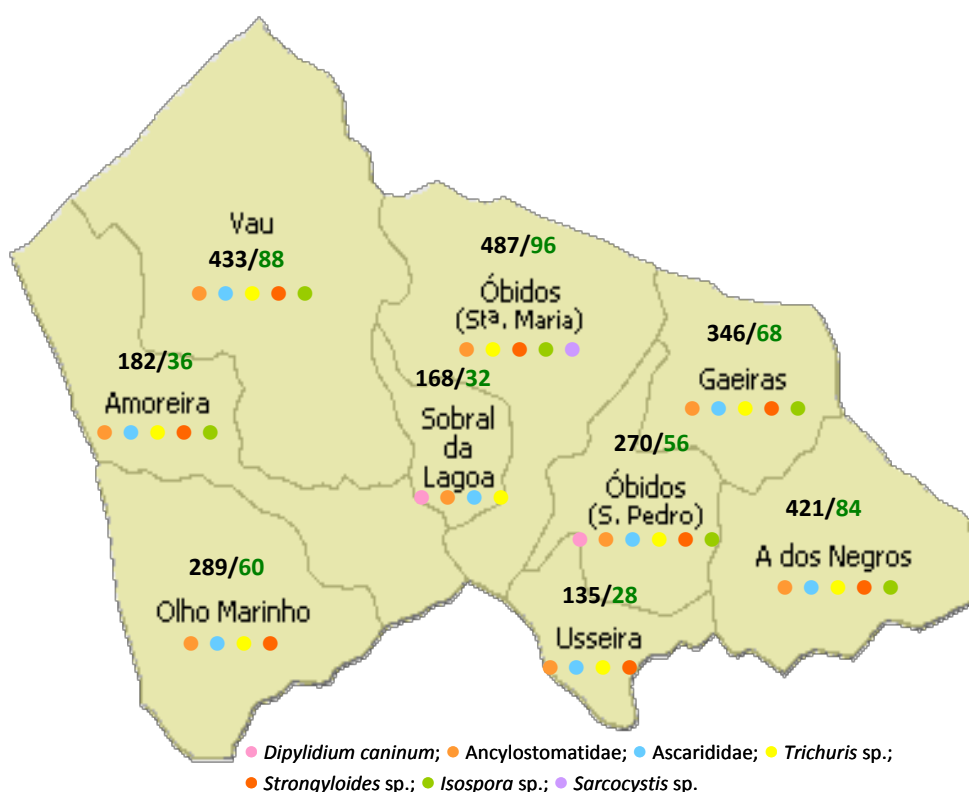 Vau
433/88
487/96
Óbidos
(Stª. Maria)
346/68
Gaeiras
182/36
Amoreira
168/32
Sobral
da
Lagoa
270/56
Óbidos
(S. Pedro)
421/84
A dos Negros
289/60
Olho Marinho
135/28
Usseira
Dipylidium caninum; Ancylostomatidae; Ascarididae; Trichuris sp.;
Strongyloides sp.; Isospora sp.; Sarcocystis sp.